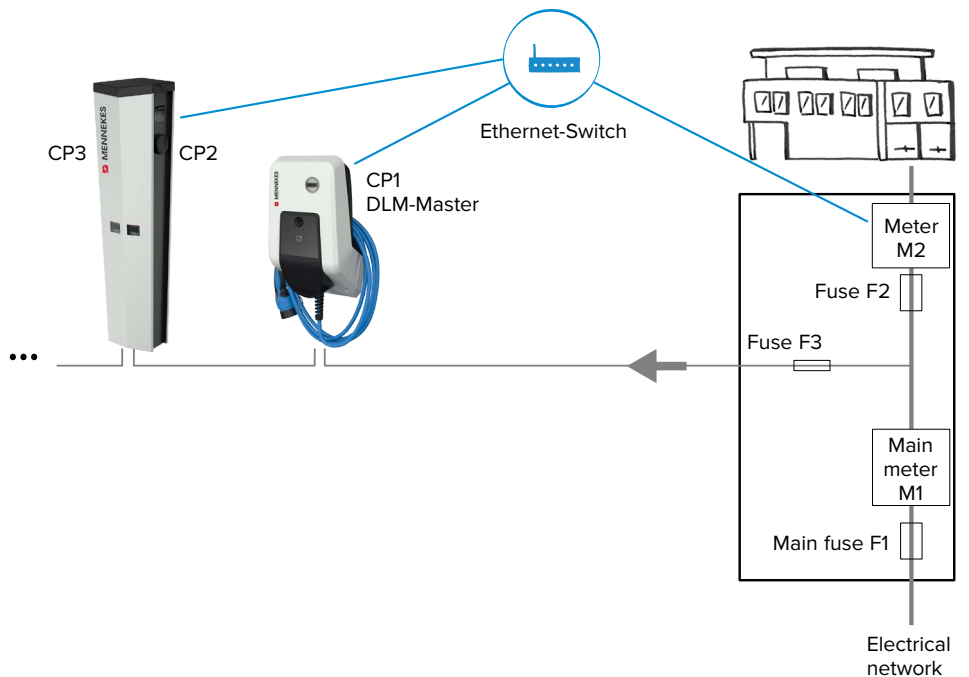 Ethernet-Switch
CP3
MENNEKES
CP2
MENNEKES
CP1
DLM-Master
Meter
M2
Fuse F2
Fuse F3
...
Main
meter
M1
Main fuse F1
Electrical
network